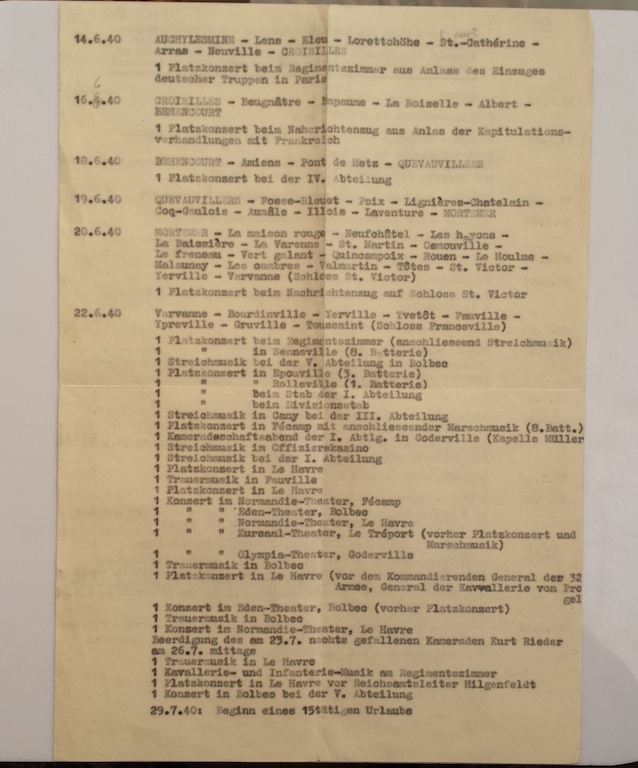 14.6.40 AUCHYLESHINE - Lens - Eleu - Lorettohöhe - St.-Cathérine -
Arras - Neuville - CROISILLES
1 Platzkonzert beim Regimentszimmer aus Anlass des Einzuges
deutscher Truppen in Paris
6
16.6.40 CROISILLES - Beugnâtre - Bapaume - La Boiselle - Albert -
BEHENCOURT
1 Platzkonzert beim Nahcrichtenzug aus Anlas der Kapitulations-
verhandlungen mit Frankreich
18.6.40 BEHENCOURT - Amiens - Pont de Metz - QUEVAUVILLERS
1 Platzkonzert bei der IV. Abteilung
19.6.40 QUEVAUVILLERS - Fosse-Bleuet - Poix - Lignières-Chatelain -
Coq-Gaulois - Aumâle - Illois - Laventure - MORTEMER
20.6.40 MORTEMER - La maison rouge - Neufchâtel - Les hayons -
La Baissière - La Varenne - St. Martin - Osmouville -
Le freneau - Vert galant - Quincampoix - Rouen - Le Houlme -
Malaunay - Les cambres - Valmartin - Tôtes - St. Victor -
Yerville - Varvanne (Schloss St. Victor)
1 Platzkonzert beim Nachrichtenzug auf Schloss St. Victor
22.6.40 Varvanne - Bourdinville - Yerville - Yvetôt - Fauville -
Ypreville - Gruville - Toussaint (Schloss Franceville)
1 Platzkonzert beim Regimentszimmer (anschliessend Streichmusik)
1 " in Senneville (8. Batterie)
1 Streichmusik bei der V. Abteilung in Bolbec
1 Platzkonzert in Epouville (3. Batterie)
1 " " Rolleville (1. Batterie)
1 " beim Stab der I. Abteilung
1 " beim Divisionsstab
1 Streichmusik in Cany bei der III. Abteilung
1 Platzkonzert in Fécamp mit anschliessender Marschmusik (8.Batt.)
1 Kameradschaftsabend der I. Abtlg. in Goderville (Kapelle Müller
1 Streichmusik im Offizierskasino
1 Streichmusik bei der I. Abteilung
1 Platzkonzert in Le Havre
1 Trauermusik in Fauville
1 Platzkonzert in Le Havre
1 Konzert im Normandie-Theater, Fécamp
1 " " Eden-Theater, Bolbec
1 " " Normandie-Theater, Le Havre
1 " " Kursaal-Theater, Le Tréport (vorher Platzkonzert und
Marschmusik)
1 " " Olympia-Theater, Goderville
1 Trauermusik in Bolbec
1 Platzkonzert in Le Havre (vor dem Kommandierenden General der 32
Armee, General der Kavvallerie von Pro
gel
1 Konzert im Eden-Theater, Bolbec (vorher Platzkonzert)
1 Trauermusik in Bolbec
1 Konzert im Normandie-Theater, Le Havre
Beerdigung des am 25.7. nachts gefallenen Kameraden Kurt Rieder
am 26.7. mittags
1 Trauermusik in Le Havre
1 Kavallerie- und Infanterie-Musik am Regimentszimmer
1 Platzkonzert in Le Havre vor Reichsamtsleiter Hilgenfeldt
1 Konzert in Bolbec bei der V. Abteilung
29.7.40: Beginn eines 15tätigen Urlaubs